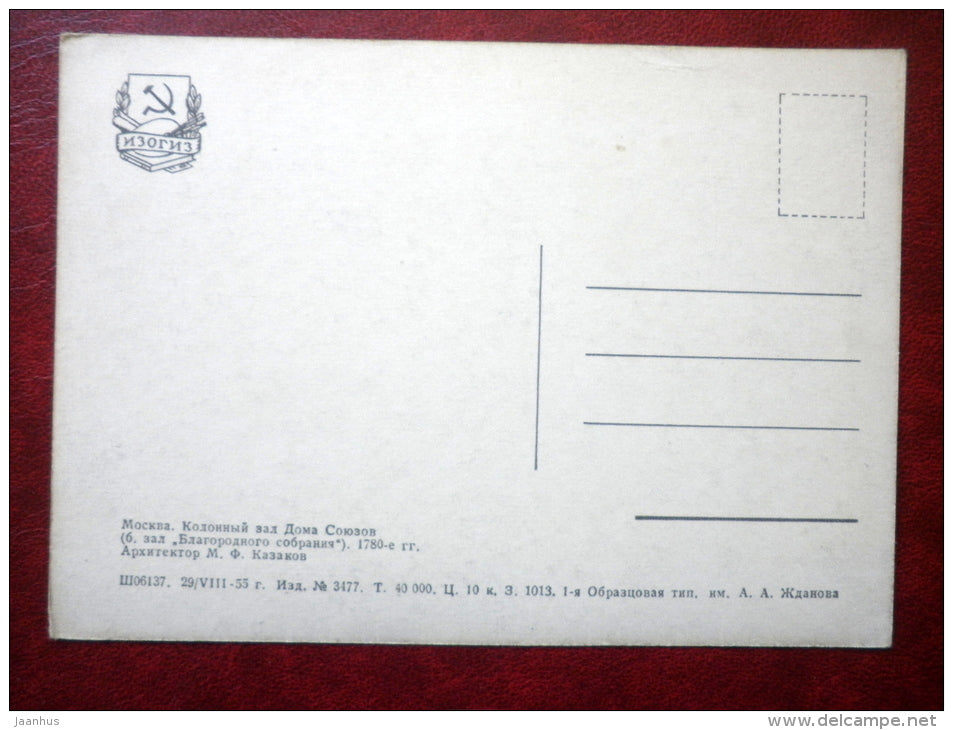 ИЗОГИЗ
Москва. Колонный зал Дома Союзов
(б. зал „Благородного собрания“). 1780-е гг.
Архитектор М. Ф. Казаков
Ш06137. 29/VIII-55 г. Изд. № 3477. Т. 40 000. Ц. 10 к. З. 1013. 1-я Образцовая тип. им. А. А. Жданова
jaanhus
www.delcampe.net